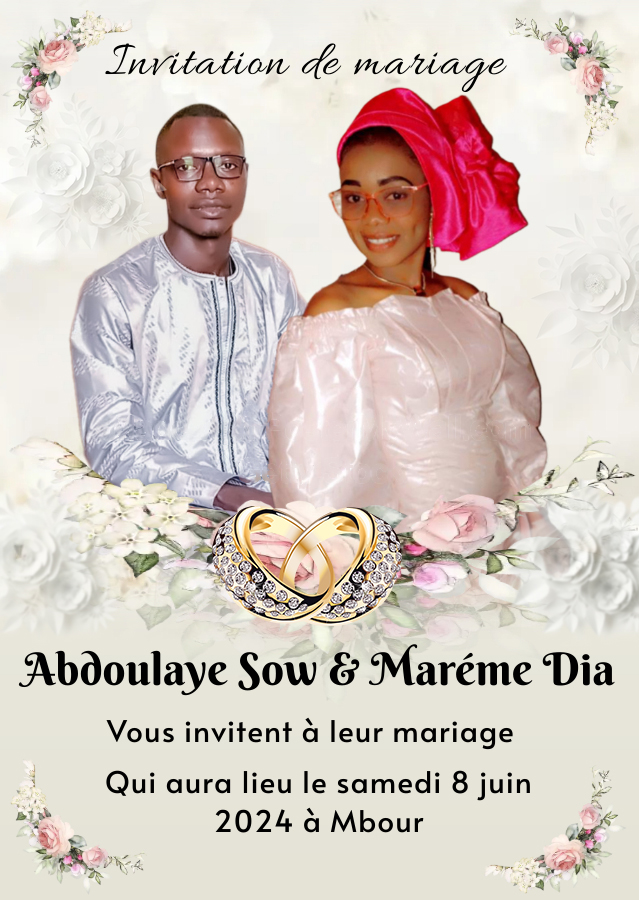 Invitation de mariage
Abdoulaye Sow & Maréme Dia
Vous invitent à leur mariage
Qui aura lieu le samedi 8 juin
2024 à Mbour